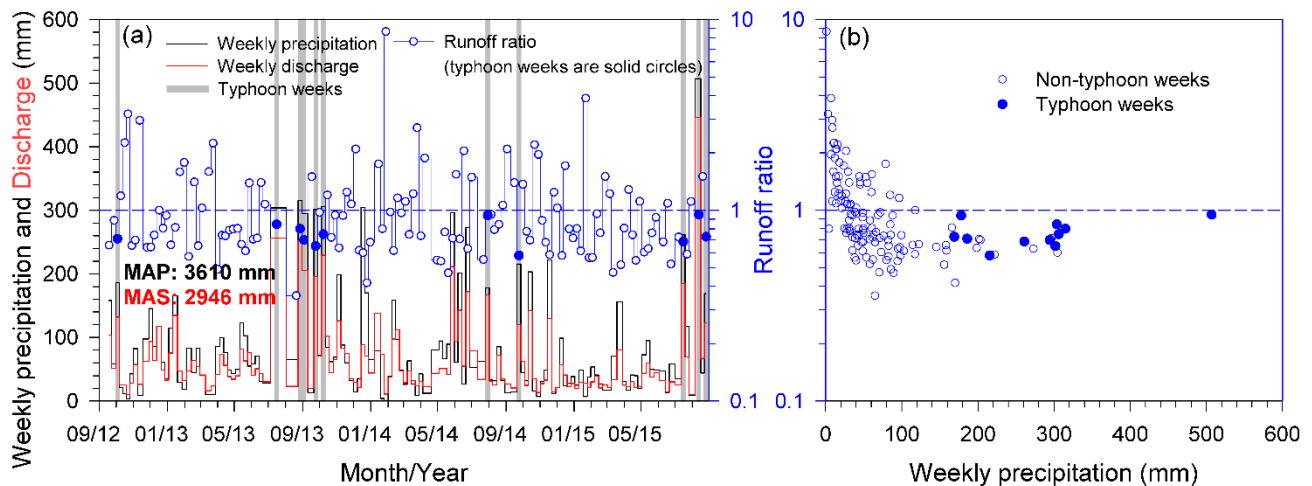 (a)
Weekly precipitation
Weekly discharge
Typhoon weeks
Runoff ratio
(typhoon weeks are solid circles)
MAP: 3610 mm
MAS: 2946 mm
Weekly precipitation and Discharge (mm)
600
500
400
300
200
100
0
09/12 01/13 05/13 09/13 01/14 05/14 09/14 01/15 05/15
Month/Year
10
1
0.1
Runoff ratio
(b)
Non-typhoon weeks
Typhoon weeks
10
1
0.1
0 100 200 300 400 500 600
Weekly precipitation (mm)